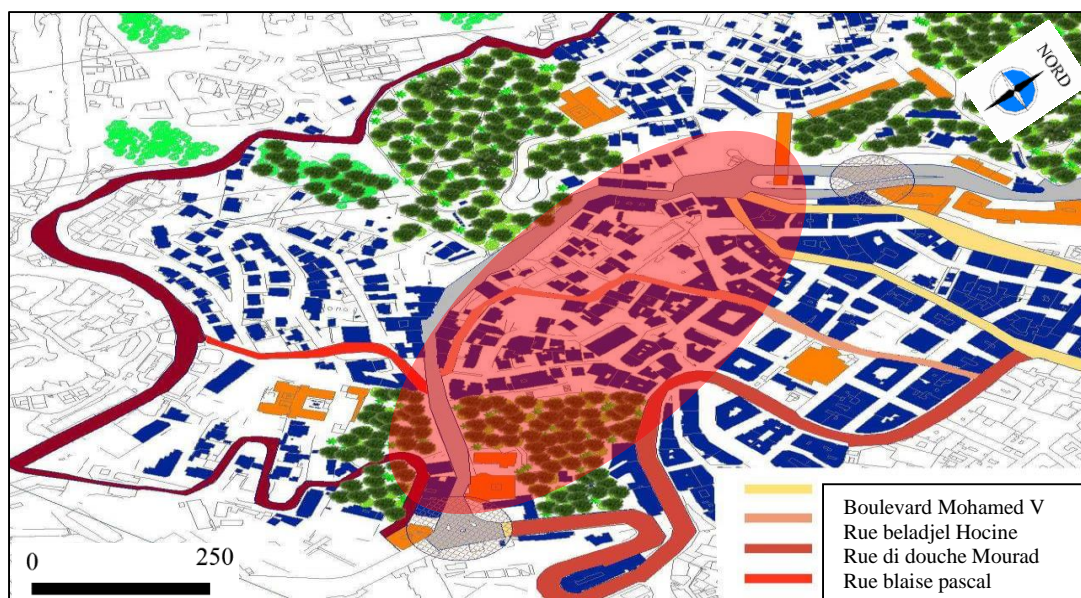 NORD
Boulevard Mohamed V
Rue beladjel Hocine
Rue di douche Mourad
Rue blaise pascal
0 250